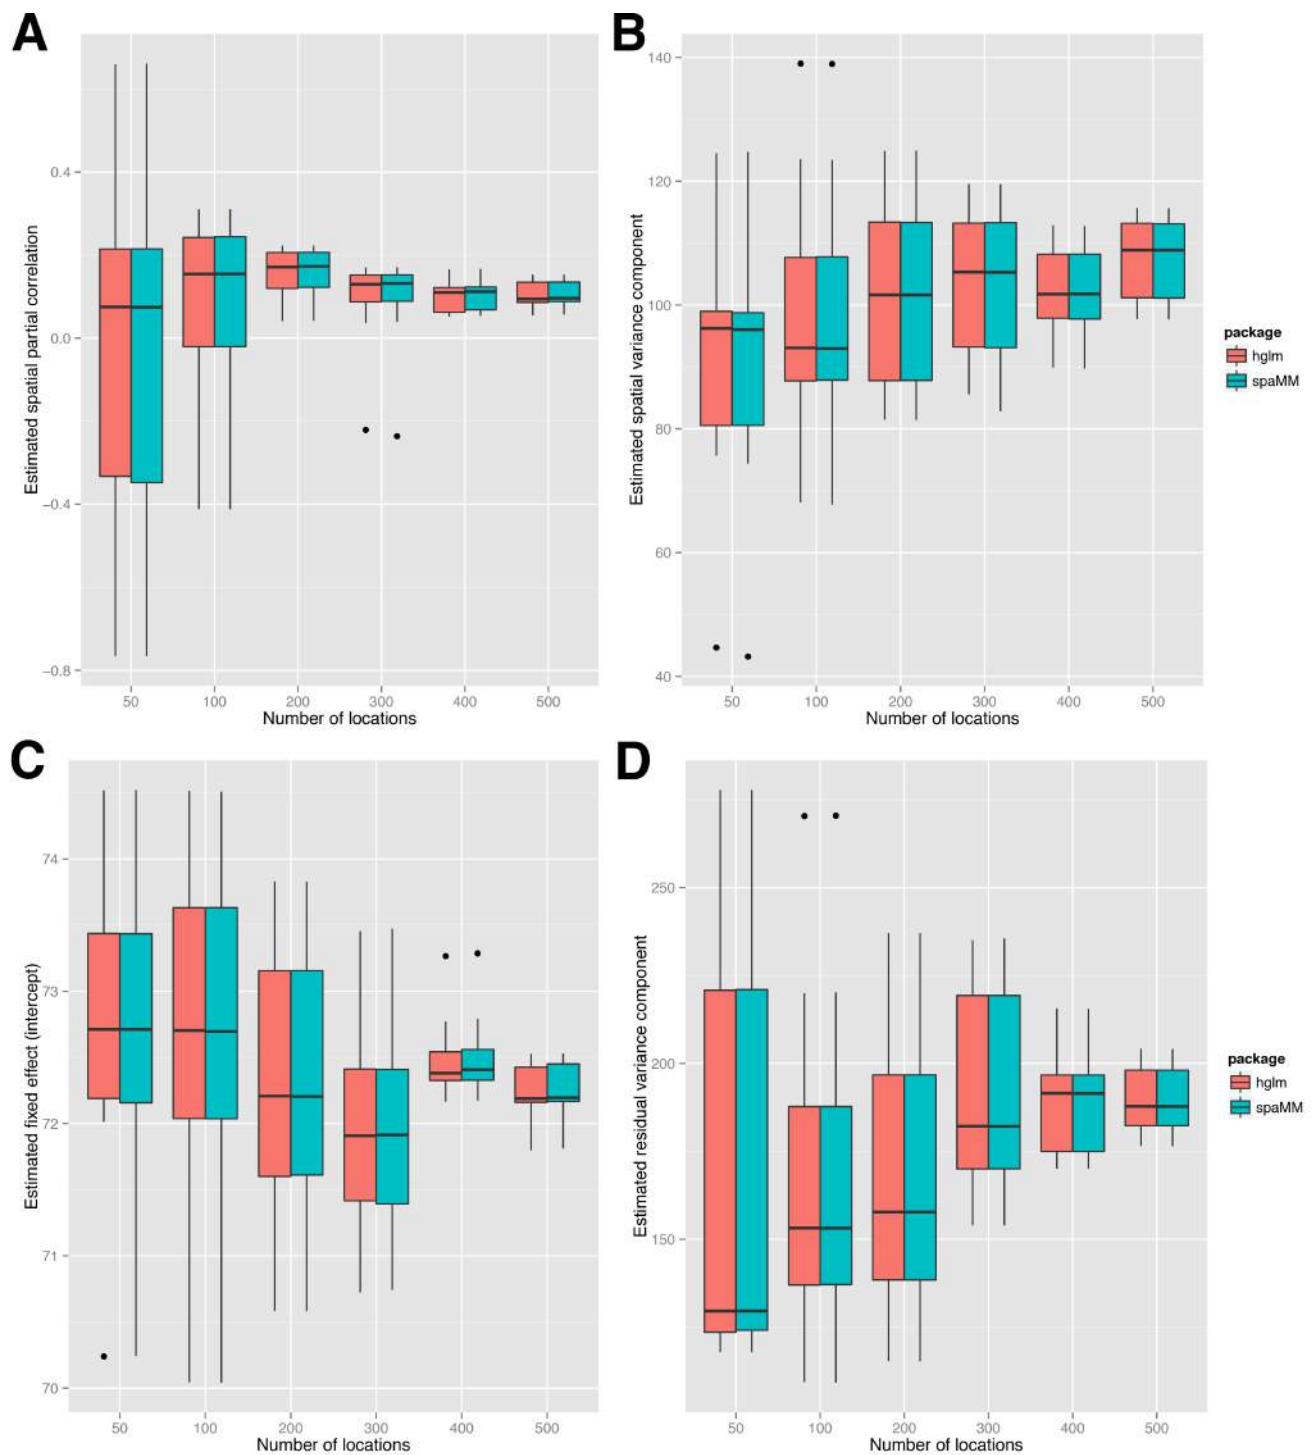 A
Estimated spatial partial correlation
0.4
0.0
−0.4
−0.8
50 100 200 300 400 500
Number of locations
B
Estimated spatial variance component
140
120
100
80
60
40
50 100 200 300 400 500
Number of locations
package
hglm
spaMM
C
Estimated fixed effect (intercept)
74
73
72
71
70
50 100 200 300 400 500
Number of locations
D
Estimated residual variance component
250
200
150
50 100 200 300 400 500
Number of locations
package
hglm
spaMM